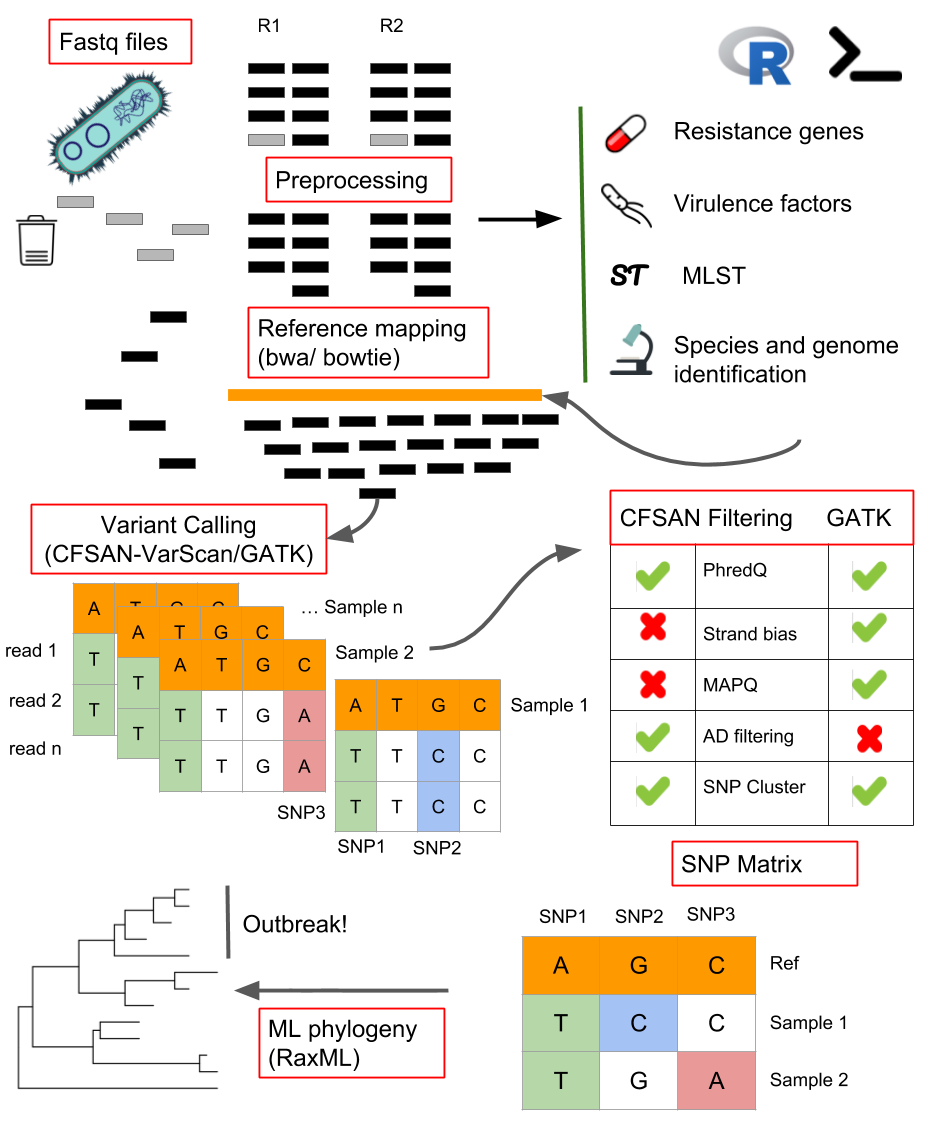 Fastq files
R1 R2
R
Preprocessing
Resistance genes
Virulence factors
ST MLST
Species and genome
identification
Reference mapping
(bwa/ bowtie)
Variant Calling
(CFSAN-VarScan/GATK)
A T G C
... Sample n
A T G C
Sample 2
A T G C
Sample 1
A T G C
read 1
read 2
read n
T
T
T
T
T T G A
T T G A
T T C C
T T C C
SNP3
SNP1 SNP2
CFSAN Filtering GATK
PhredQ
Strand bias
MAPQ
AD filtering
SNP Cluster
SNP Matrix
SNP1 SNP2 SNP3
A G C Ref
T C C Sample 1
T G A Sample 2
Outbreak!
ML phylogeny
(RaxML)